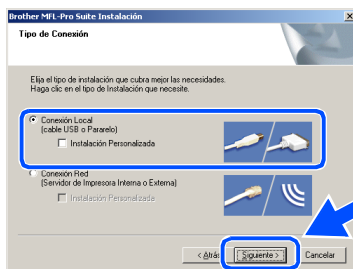 Brother MFL-Pro Suite Instalación
Tipo de Conexión
Elija el tipo de instalación que cubra mejor las necesidades.
Haga clic en el tipo de Instalación que necesite.
Conexión Local
(cable USB o Pararelo)
Instalación Personalizada
Conexión Red
(Servidor de Impresora Interna o Externa)
Instalación Personalizada
< Atrás Siguiente > Cancelar